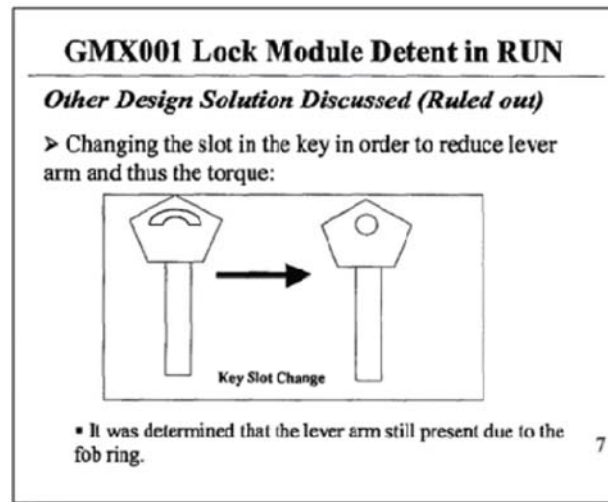 GMX001 Lock Module Detent in RUN
Other Design Solution Discussed (Ruled out)
➢ Changing the slot in the key in order to reduce lever
arm and thus the torque:
Key Slot Change
▪ It was determined that the lever arm still present due to the
fob ring.
7